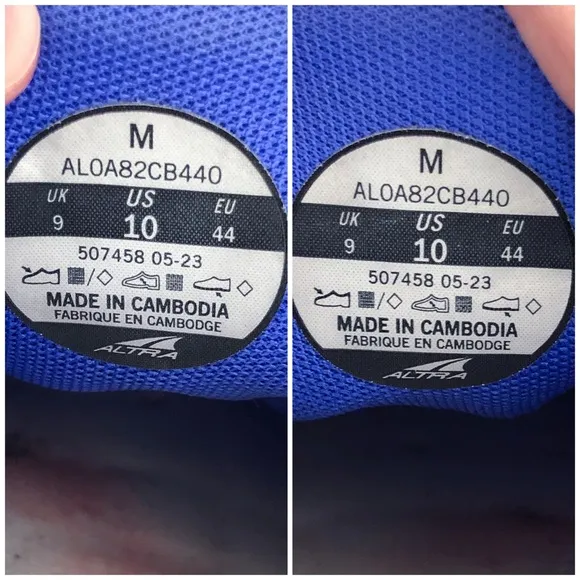 M
AL0A82CB440
UK US EU
9 10 44
507458 05-23
MADE IN CAMBODIA
FABRIQUE EN CAMBODGE
ALTRA
M
AL0A82CB440
UK US EU
9 10 44
507458 05-23
MADE IN CAMBODIA
FABRIQUE EN CAMBODGE
ALTRA